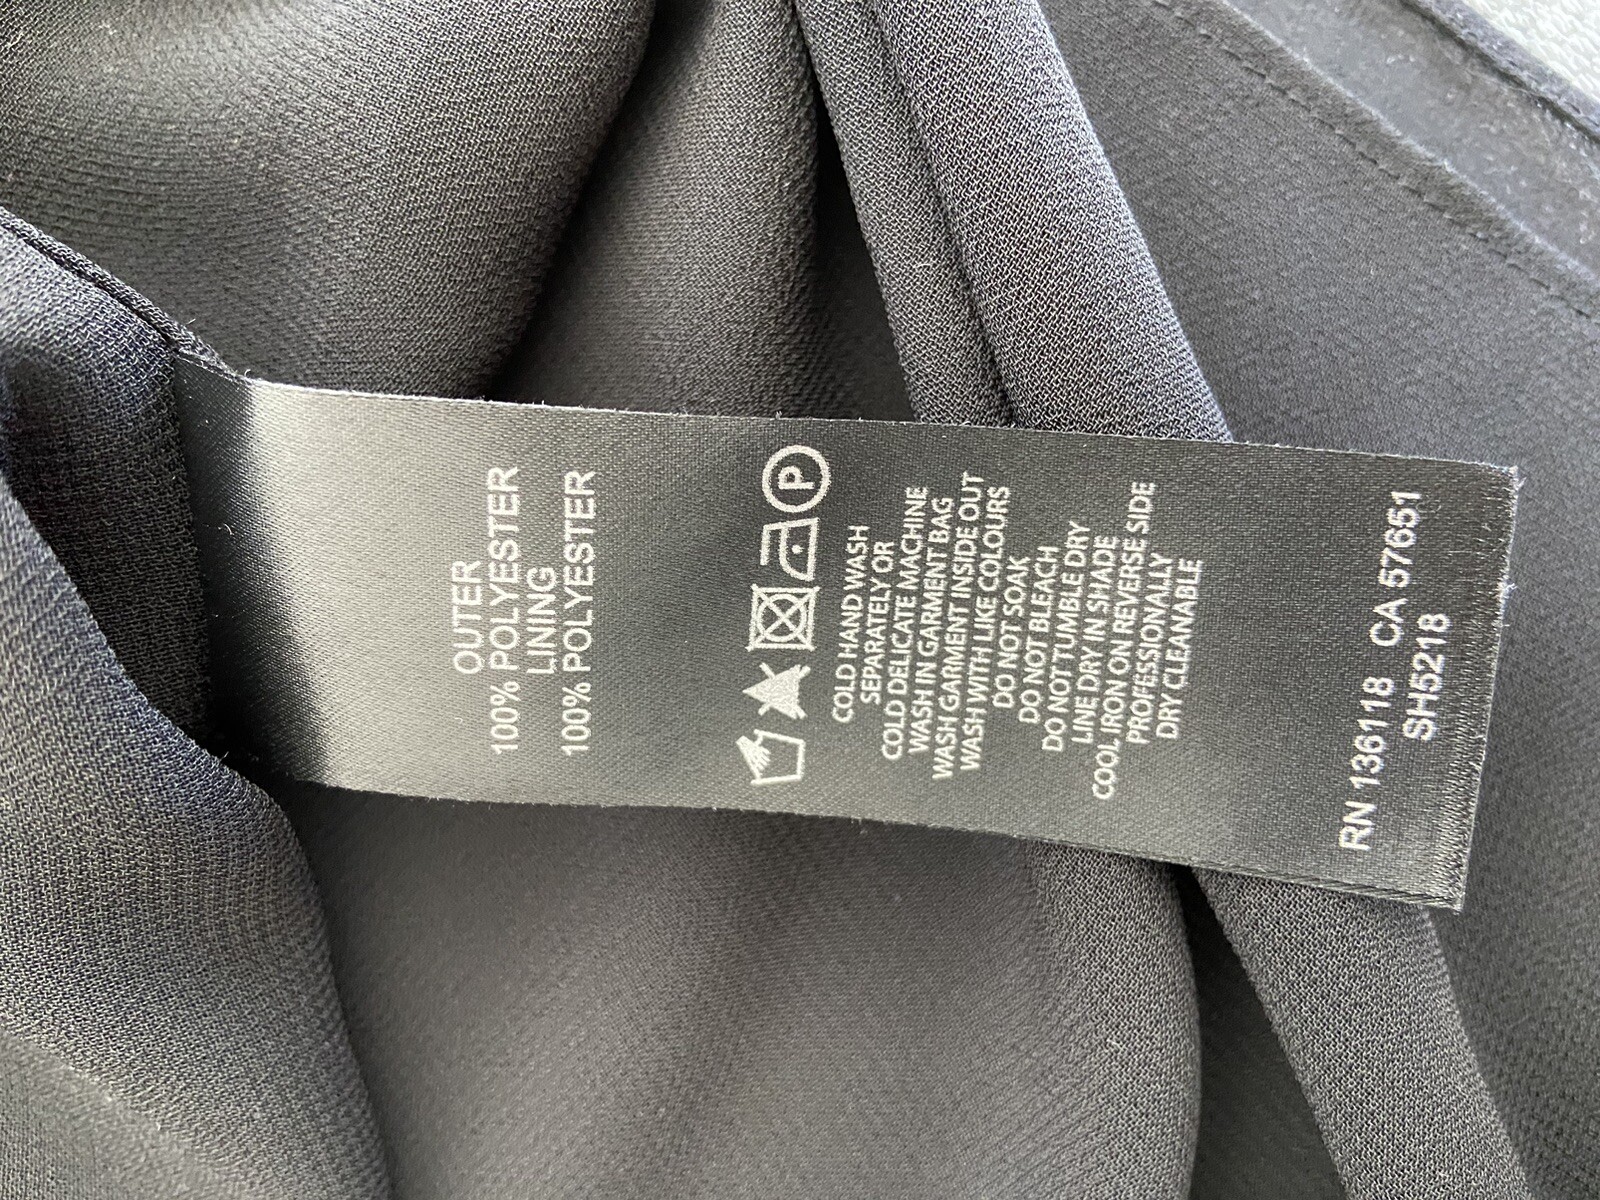 OUTER
100% POLYESTER
LINING
100% POLYESTER
P
COLD HAND WASH
SEPARATELY OR
COLD DELICATE MACHINE
WASH IN GARMENT BAG
WASH GARMENT INSIDE OUT
WASH WITH LIKE COLOURS
DO NOT SOAK
DO NOT BLEACH
DO NOT TUMBLE DRY
LINE DRY IN SHADE
COOL IRON ON REVERSE SIDE
PROFESSIONALLY
DRY CLEANABLE
RN 136118 CA 57651
SH5218